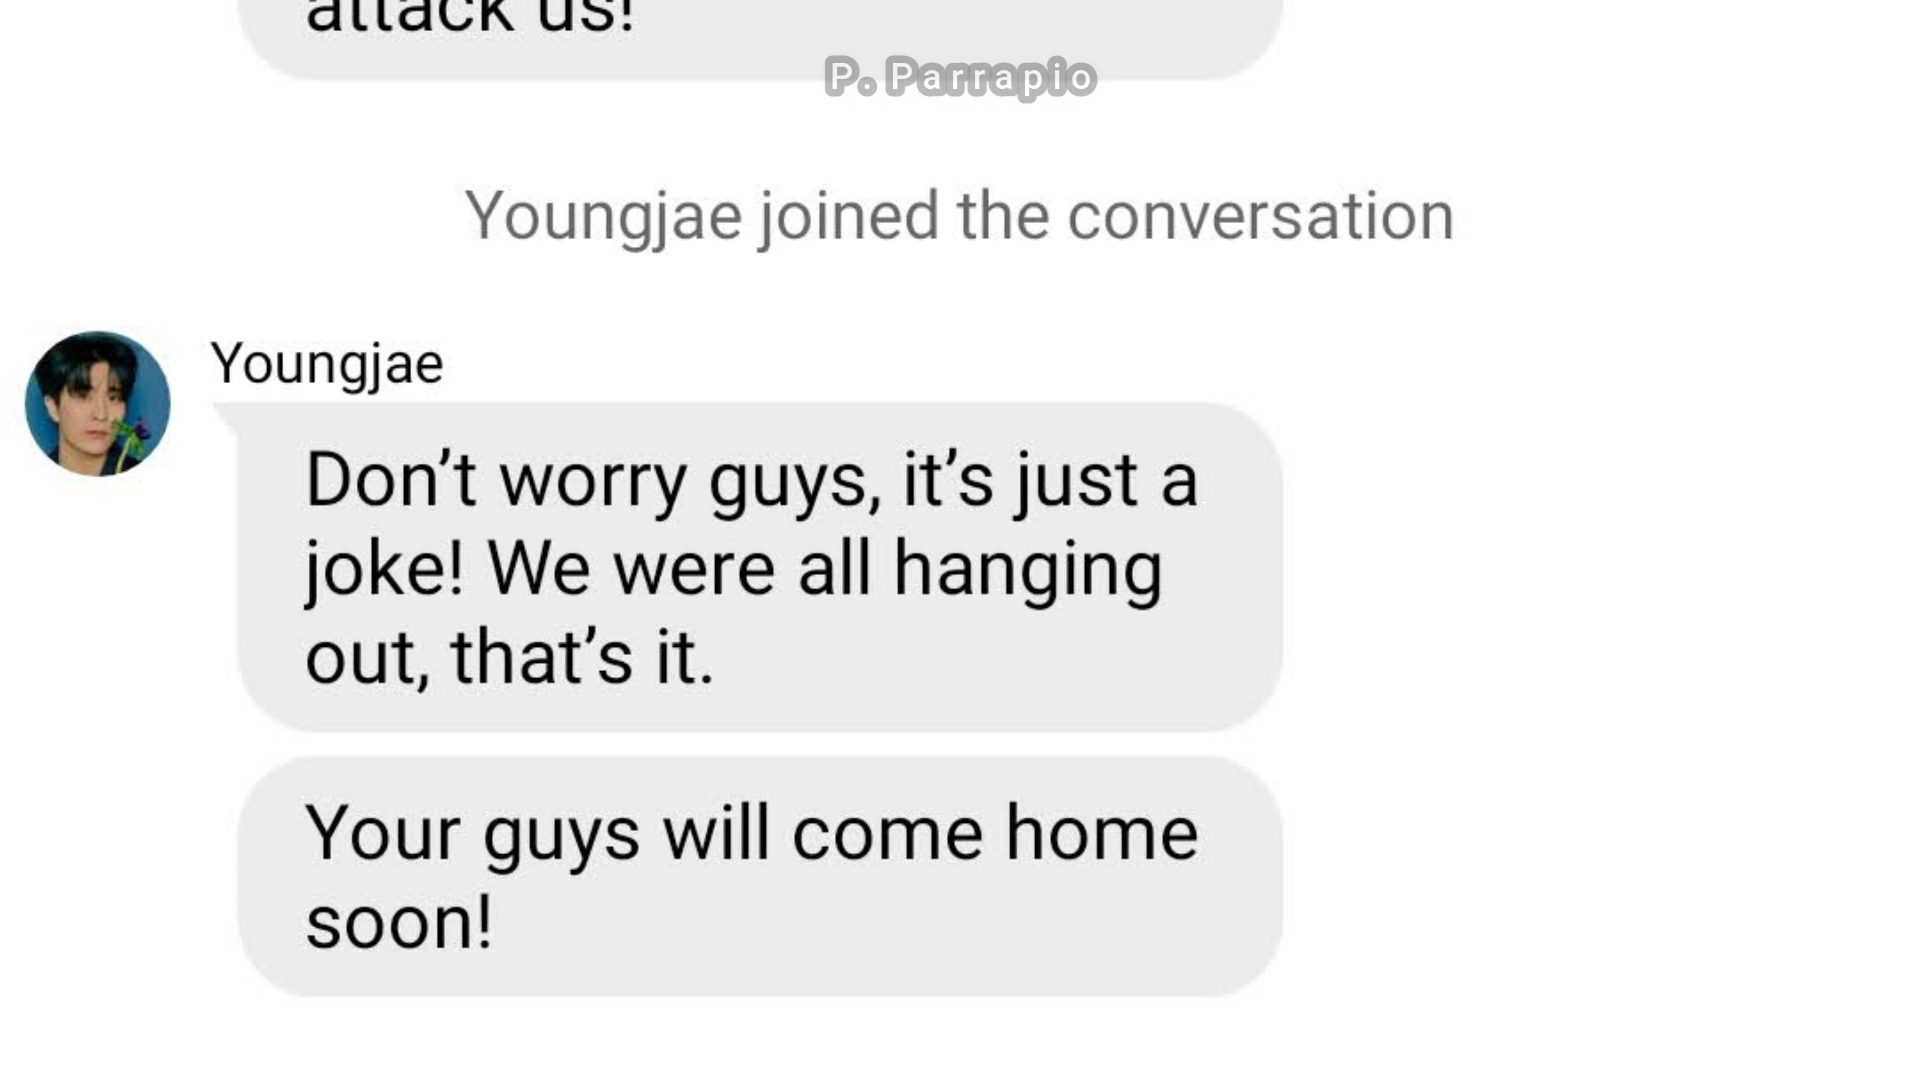 attack us!
P. Parrapio
Youngjae joined the conversation
Youngjae
Don’t worry guys, it’s just a
joke! We were all hanging
out, that’s it.
Your guys will come home
soon!